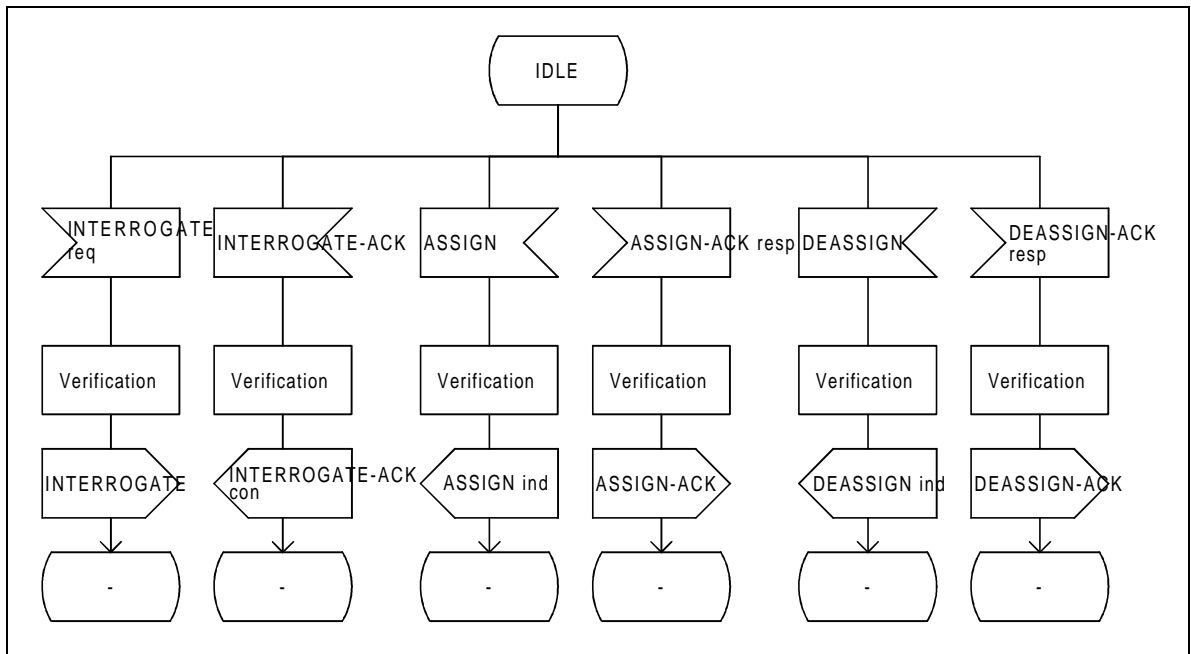 IDLE
INTERROGATE
req
INTERROGATE-ACK
ASSIGN
ASSIGN-ACK resp
DEASSIGN
DEASSIGN-ACK
resp
Verification
Verification
Verification
Verification
Verification
Verification
INTERROGATE
INTERROGATE-ACK
con
ASSIGN ind
ASSIGN-ACK
DEASSIGN ind
DEASSIGN-ACK
-
-
-
-
-
-